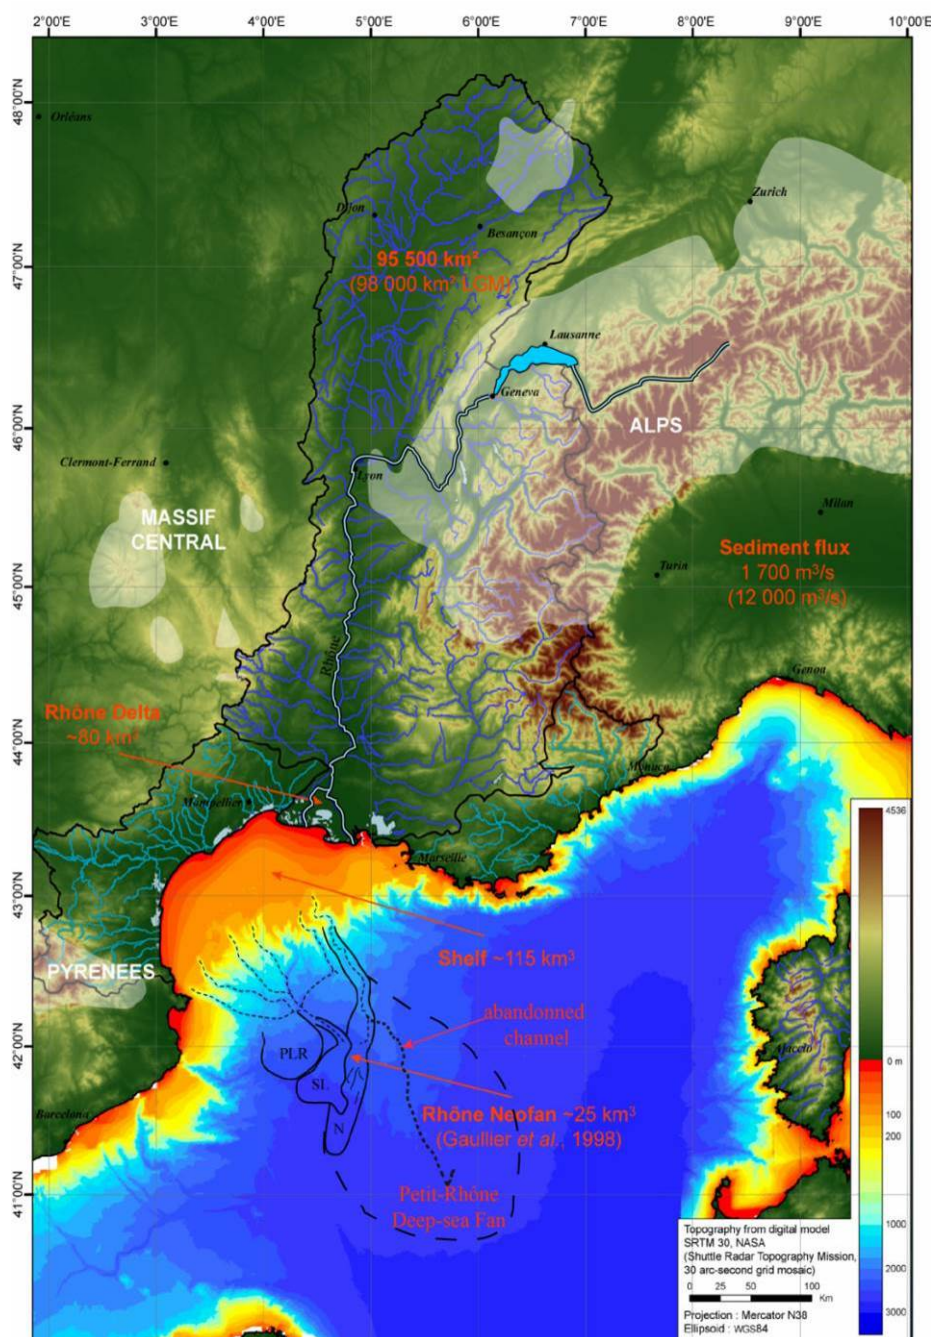 2°00'E 3°00'E 4°00'E 5°00'E 6°00'E 7°00'E 8°00'E 9°00'E 10°00'E
48°00'N
Orléans
Zurich
Dijon
Besançon
47°00'N
95 500 km²
(98 000 km² LGM)
Lausanne
Geneva
46°00'N
ALPS
Clermont-Ferrand
Lyon
MASSIF
CENTRAL
Milan
Sediment flux
1 700 m³/s
(12 000 m³/s)
Turin
45°00'N
Rhône
Genoa
Rhône Delta
~80 km³
44°00'N
Monaco
Montpellier
4536
Marseille
43°00'N
Shelf ~115 km³
PYRENEES
abandonned
channel
42°00'N
PLR
Ajaccio
0 m
SL
Barcelona
Rhône Neofan ~25 km³
(Gaullier et al., 1998)
100
N
200
41°00'N
Petit-Rhône
Deep-sea Fan
Topography from digital model
SRTM 30, NASA
(Shuttle Radar Topography Mission,
30 arc-second grid mosaic)
1000
0 25 50 100
Km
2000
Projection : Mercator N38
Ellipsoid : WGS84
3000